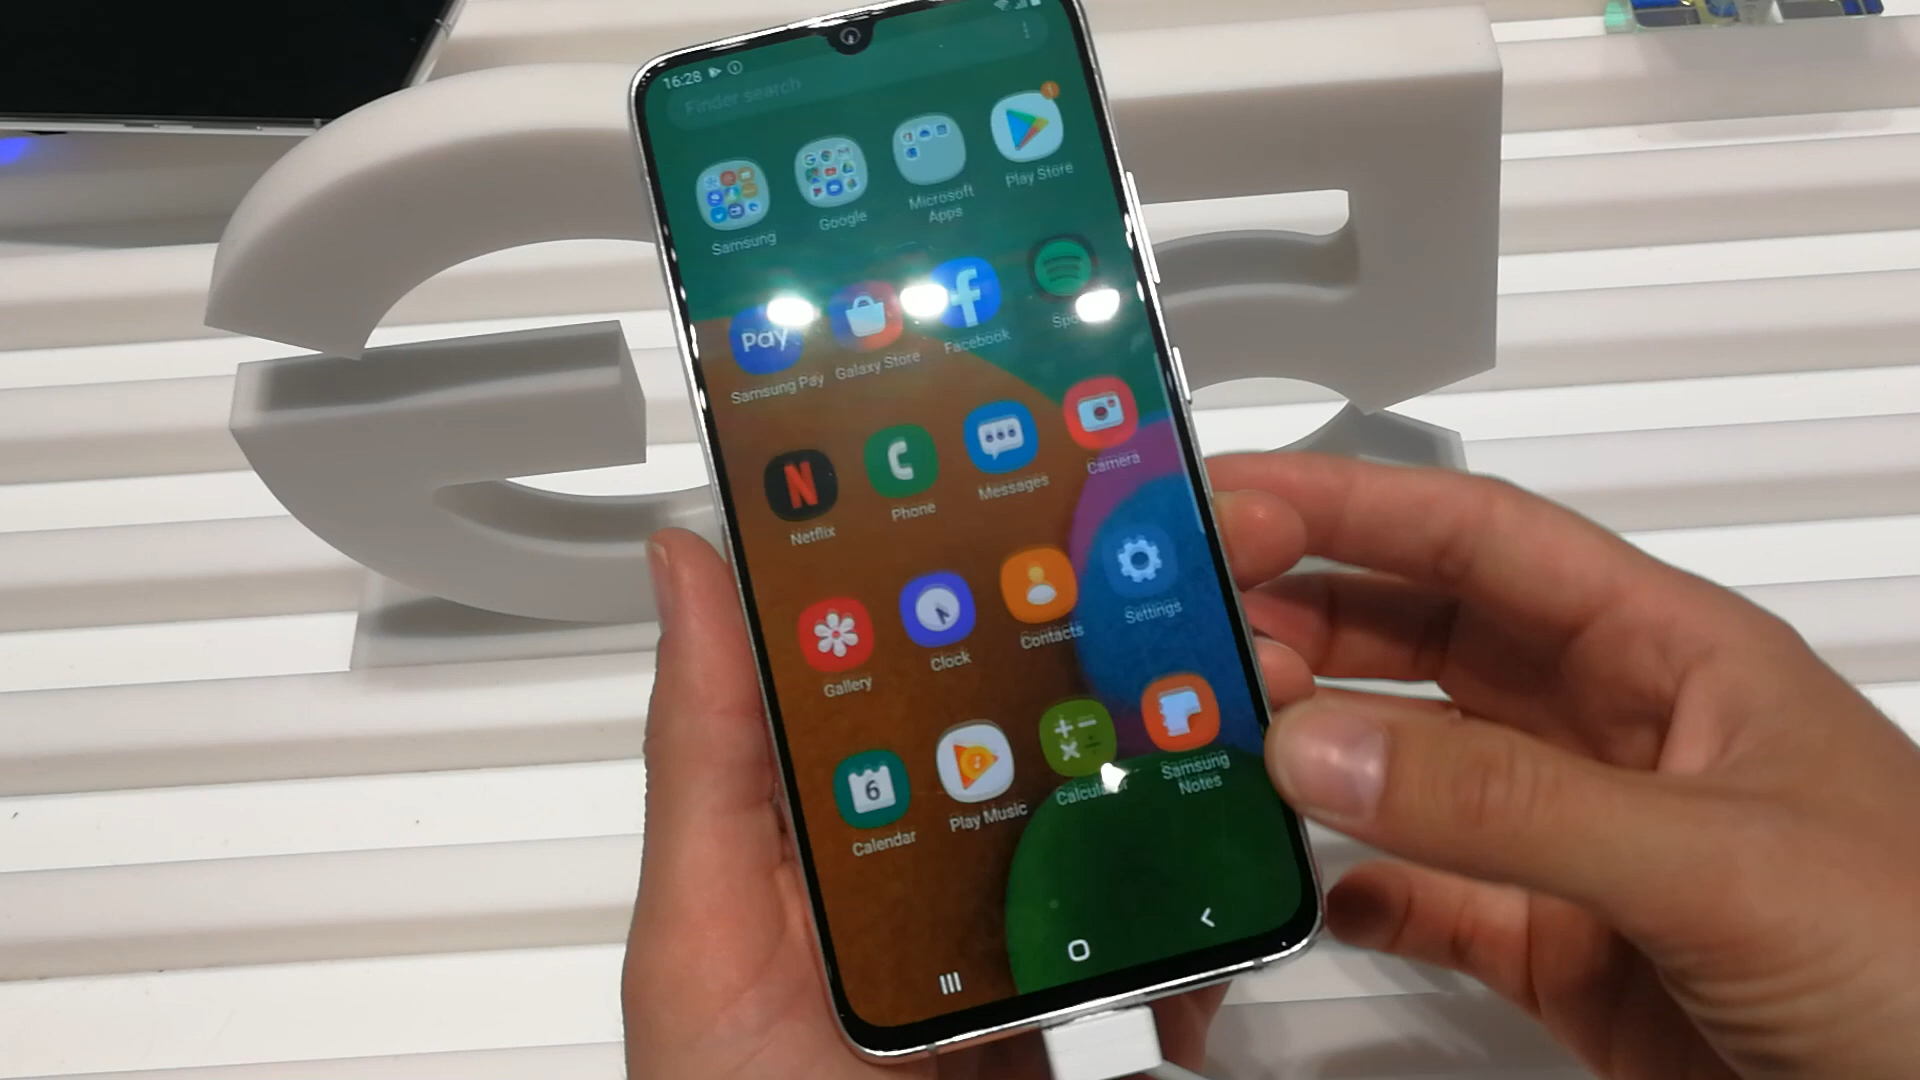 16:28
Finder search
Samsung
Google
Microsoft
Apps
Play Store
1
Pay
Samsung Pay
Galaxy Store
Facebook
Netflix
Phone
Messages
Camera
Gallery
Clock
Contacts
Settings
6
Calendar
Play Music
Samsung
Notes